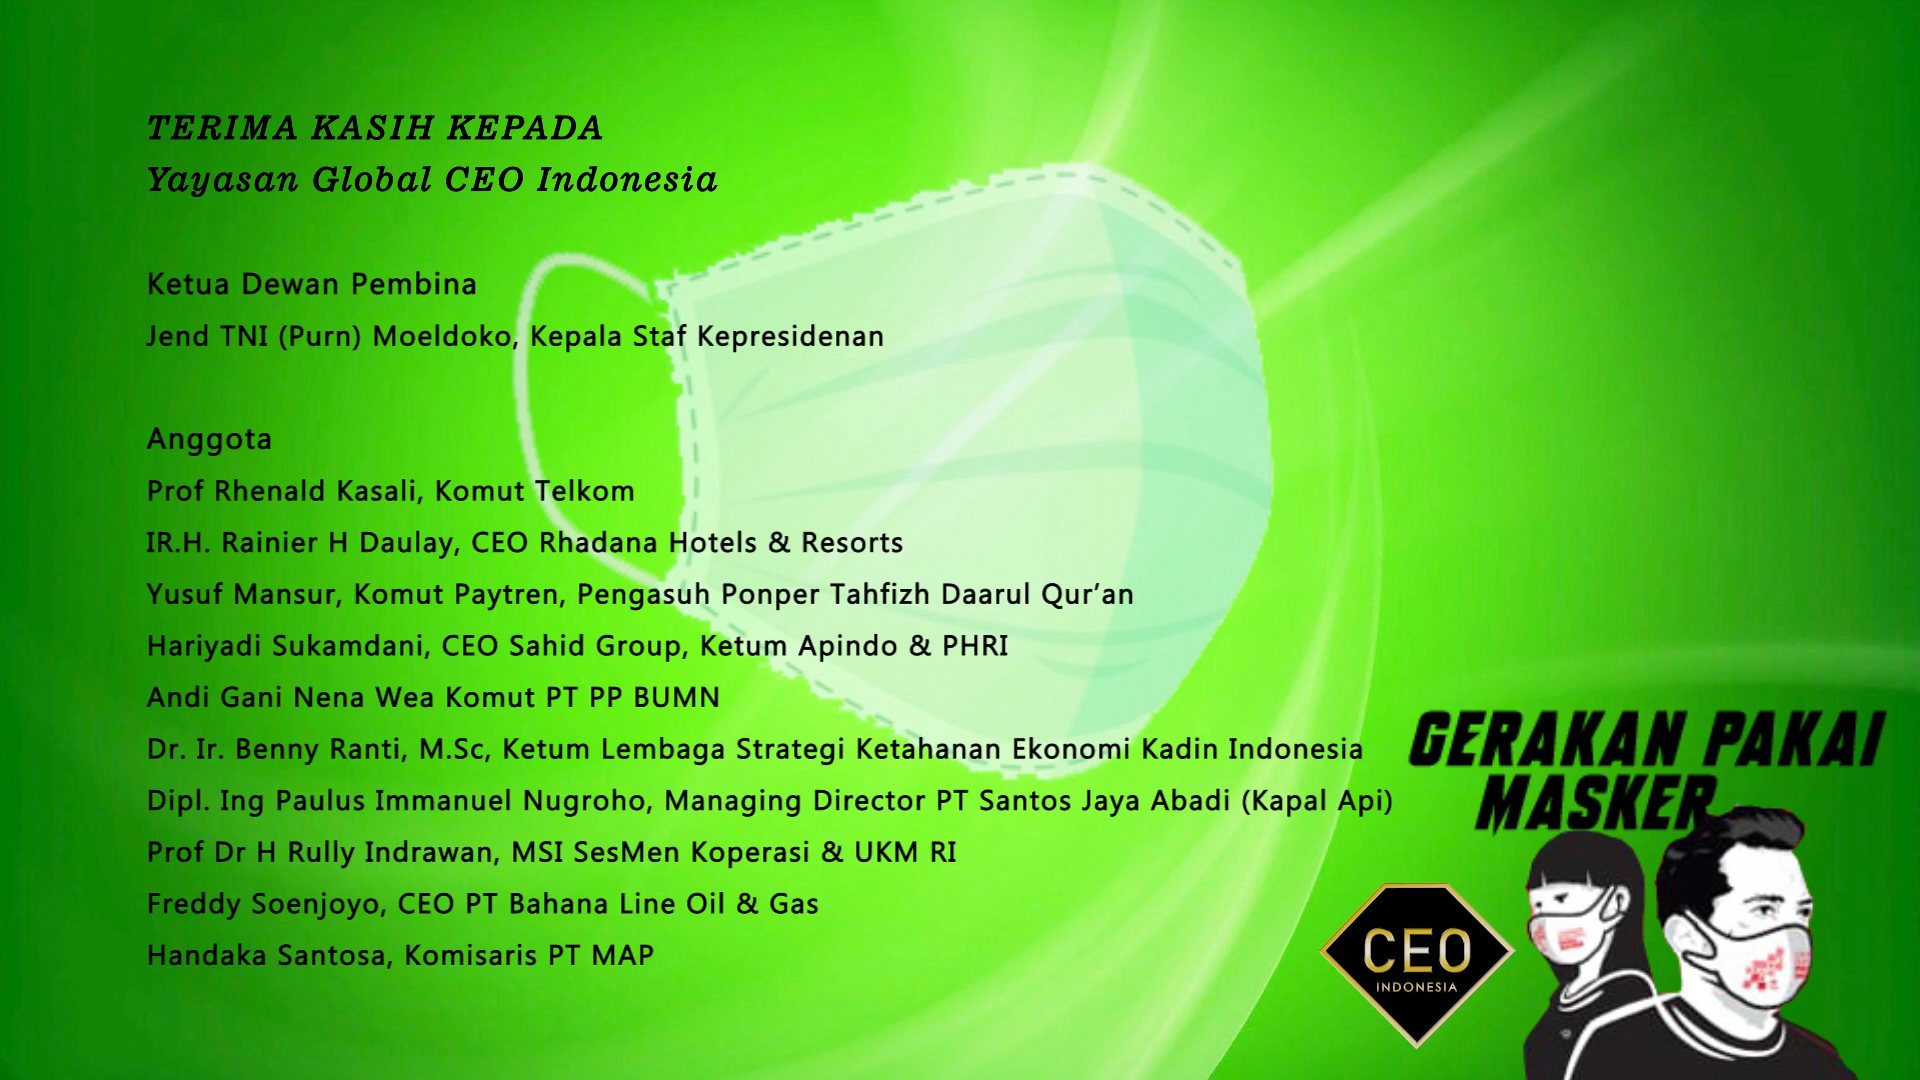 TERIMA KASIH KEPADA
Yayasan Global CEO Indonesia
Ketua Dewan Pembina
Jend TNI (Purn) Moeldoko, Kepala Staf Kepresidenan
Anggota
Prof Rhenald Kasali, Komut Telkom
IR.H. Rainier H Daulay, CEO Rhadana Hotels & Resorts
Yusuf Mansur, Komut Paytren, Pengasuh Ponper Tahfizh Daarul Qur’an
Hariyadi Sukamdani, CEO Sahid Group, Ketum Apindo & PHRI
Andi Gani Nena Wea Komut PT PP BUMN
Dr. Ir. Benny Ranti, M.Sc, Ketum Lembaga Strategi Ketahanan Ekonomi Kadin Indonesia
Dipl. Ing Paulus Immanuel Nugroho, Managing Director PT Santos Jaya Abadi (Kapal Api)
Prof Dr H Rully Indrawan, MSI SesMen Koperasi & UKM RI
Freddy Soenjoyo, CEO PT Bahana Line Oil & Gas
Handaka Santosa, Komisaris PT MAP
GERAKAN PAKAI
MASKER
CEO
INDONESIA